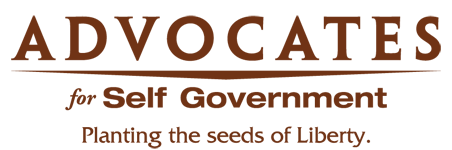 ADVOCATES
for Self Government
Planting the seeds of Liberty.